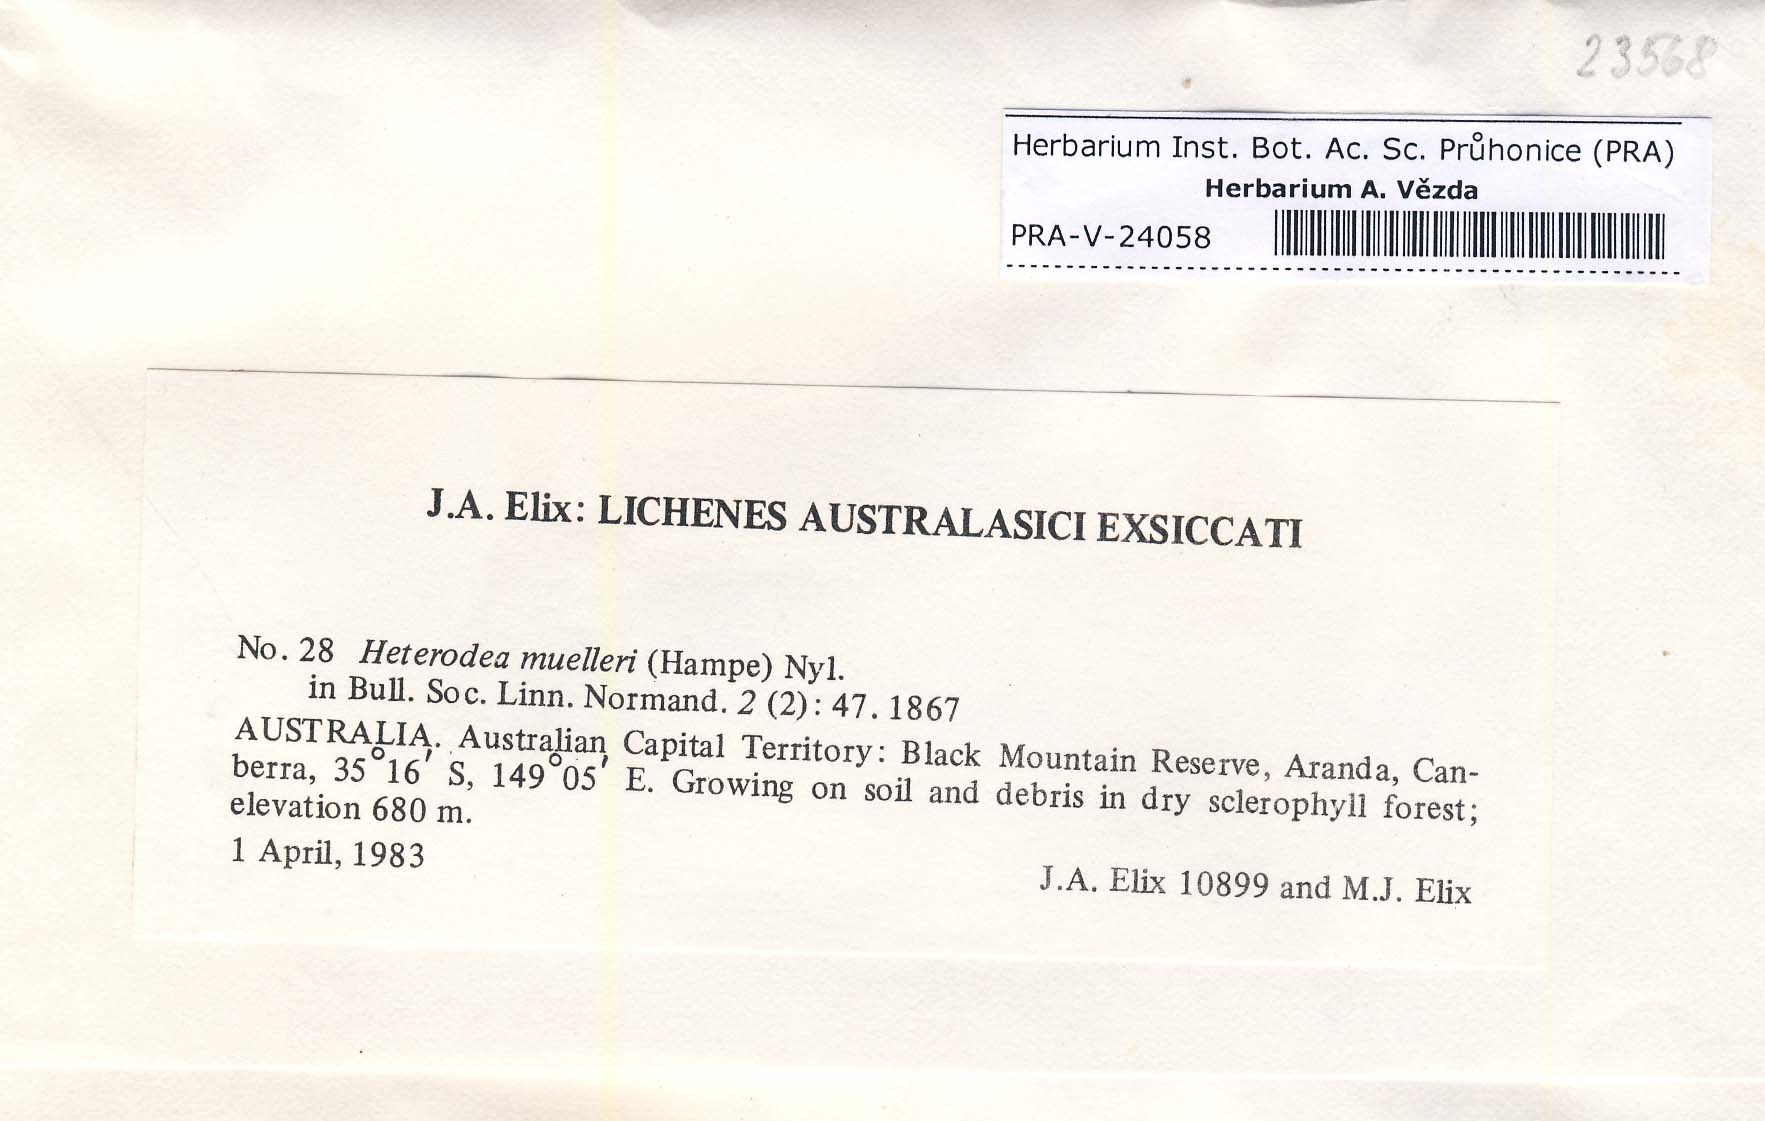 23568
Herbarium Inst. Bot. Ac. Sc. Průhonice (PRA)
Herbarium A. Vězda
PRA-V-24058
J.A. Elix: LICHENES AUSTRALASICI EXSICCATI
No. 28 Heterodea muelleri (Hampe) Nyl.
in Bull. Soc. Linn. Normand. 2 (2): 47. 1867
AUSTRALIA. Australian Capital Territory: Black Mountain Reserve, Aranda, Can-
berra, 35°16′ S, 149°05′ E. Growing on soil and debris in dry sclerophyll forest;
elevation 680 m.
1 April, 1983
J.A. Elix 10899 and M.J. Elix